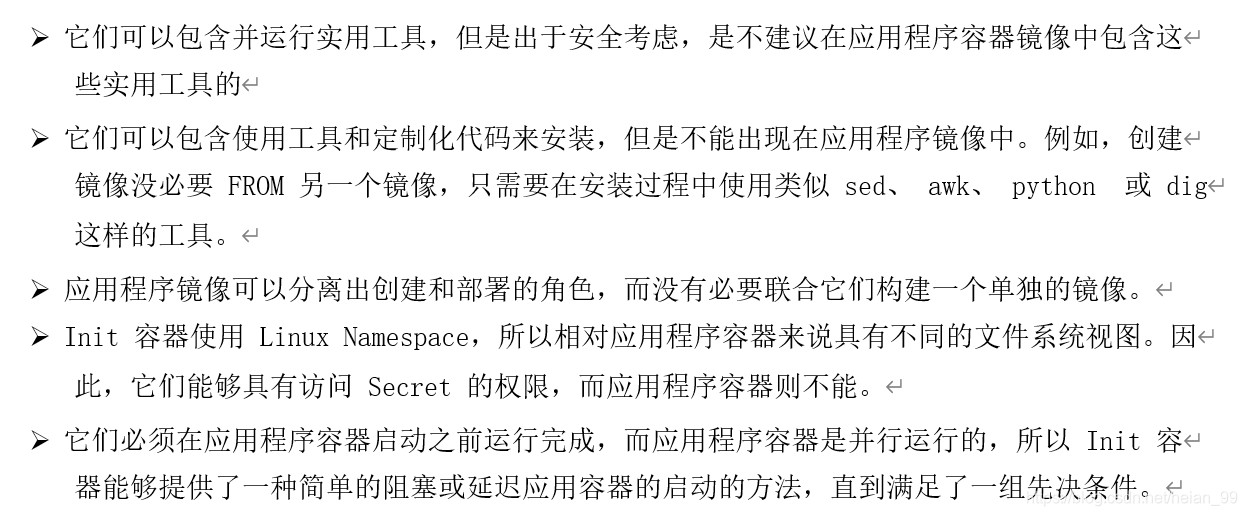 ➢ 它们可以包含并运行实用工具，但是出于安全考虑，是不建议在应用程序容器镜像中包含这↵
些实用工具的↵
➢ 它们可以包含使用工具和定制化代码来安装，但是不能出现在应用程序镜像中。例如，创建↵
镜像没必要 FROM 另一个镜像，只需要在安装过程中使用类似 sed、 awk、 python 或 dig↵
这样的工具。↵
➢ 应用程序镜像可以分离出创建和部署的角色，而没有必要联合它们构建一个单独的镜像。↵
➢ Init 容器使用 Linux Namespace，所以相对应用程序容器来说具有不同的文件系统视图。因↵
此，它们能够具有访问 Secret 的权限，而应用程序容器则不能。↵
➢ 它们必须在应用程序容器启动之前运行完成，而应用程序容器是并行运行的，所以 Init 容↵
器能够提供了一种简单的阻塞或延迟应用容器的启动的方法，直到满足了一组先决条件。↵